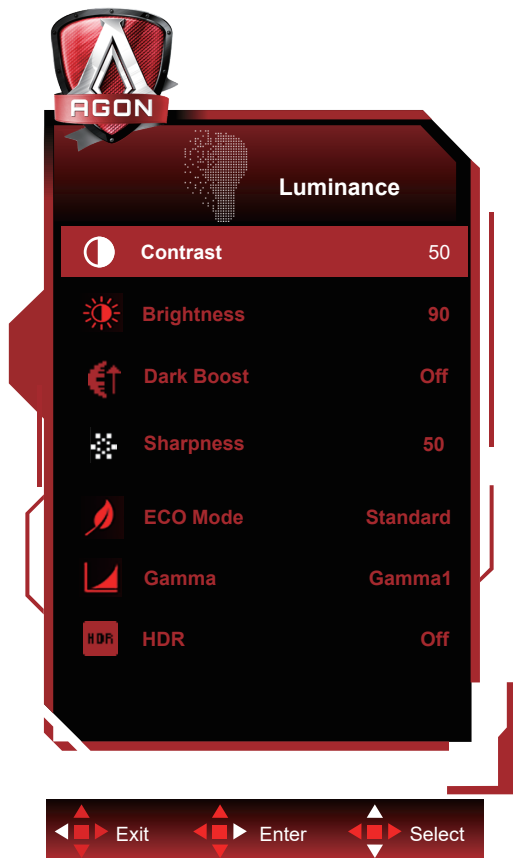 AGON
Luminance
Contrast 50
Brightness 90
Dark Boost Off
Sharpness 50
ECO Mode Standard
Gamma Gamma1
HDR HDR Off
Exit Enter Select